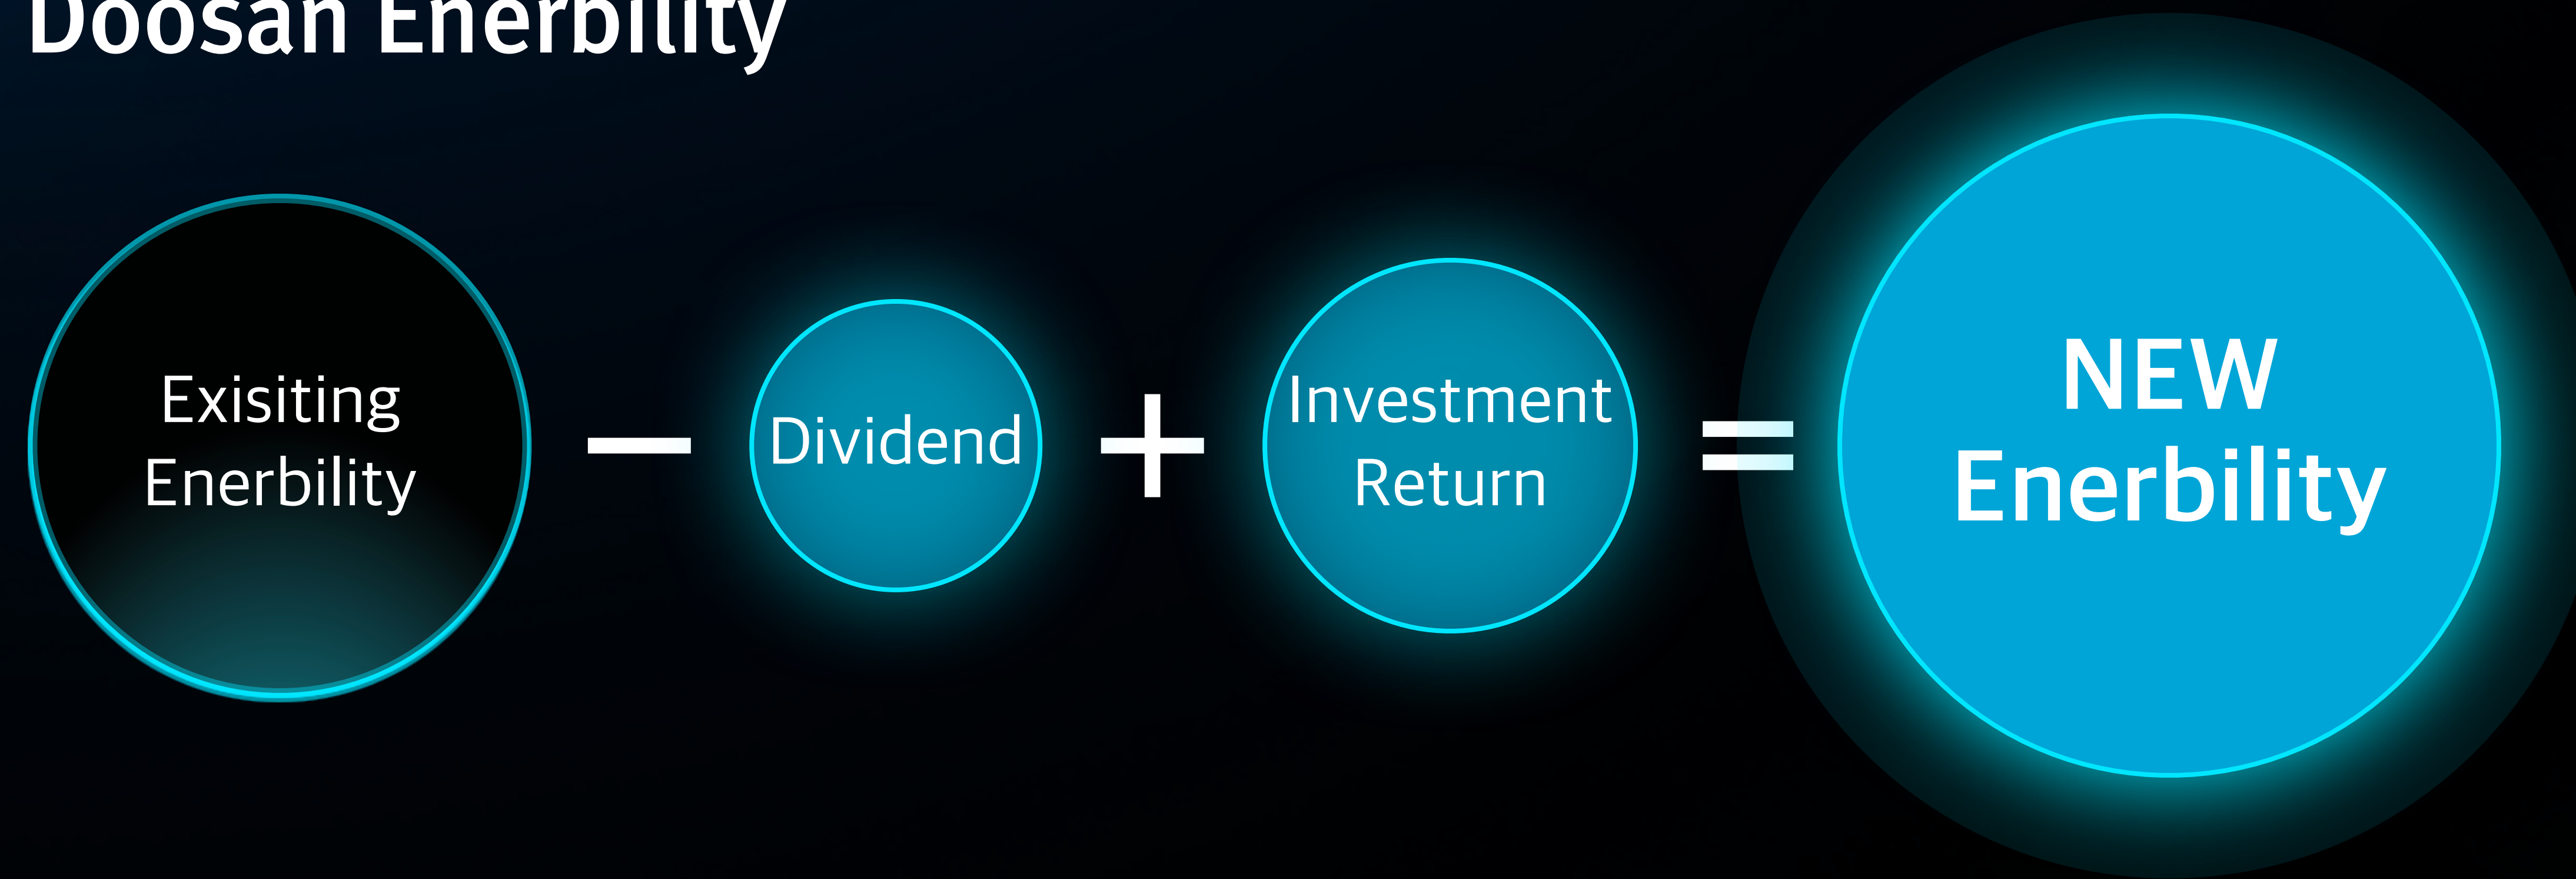 Doosan Enerbility
Exisiting
Enerbility
−
Dividend
+
Investment
Return
=
NEW
Enerbility